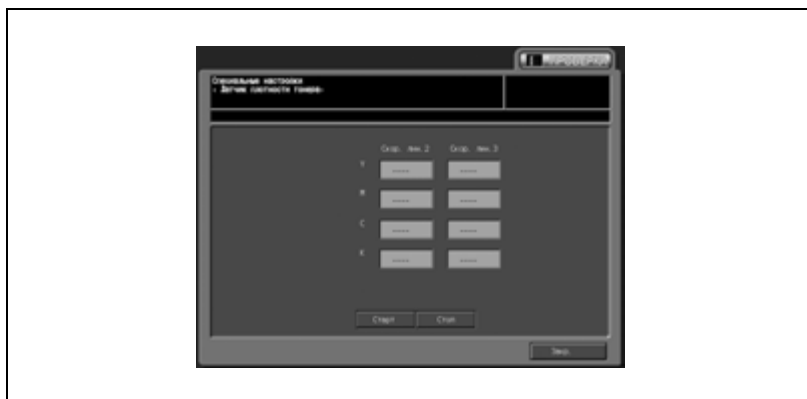 Специальные настройки
- Датчик плотности тонера-
Скор. лин.2 Скор. лин.3
Y ----- -----
M ----- -----
C ----- -----
K ----- -----
Старт Стоп
Закр.